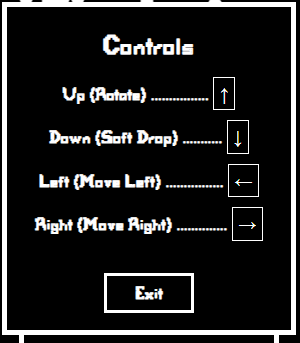 Controls
Up (Rotate) ............... ↑
Down (Soft Drop) .......... ↓
Left (Move Left) ............... ←
Right (Move Right) ............. →
Exit